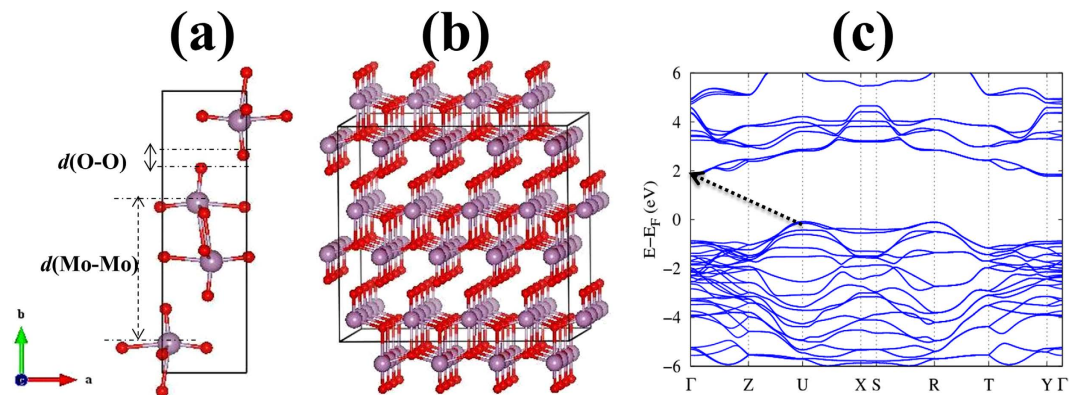 (a)
(b)
(c)
d(O-O)
d(Mo-Mo)
b
c
a
E−E_F (eV)
6
4
2
0
−2
−4
−6
Γ Z U X S R T Y Γ